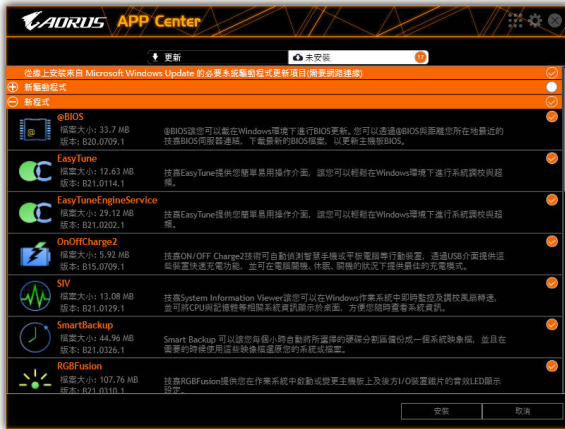 AORUS APP Center
更新
未安裝
從線上安裝來自 Microsoft Windows Update 的必要系統驅動程式更新項目(需要網路連線)
新驅動程式
新程式
@BIOS
檔案大小: 33.7 MB
版本: B20.0709.1
@BIOS讓您可以載在Windows環境下進行BIOS更新。您可以透過@BIOS與距離您所在地最近的
技嘉BIOS伺服器連結，下載最新的BIOS檔案，以更新主機板BIOS。
EasyTune
檔案大小: 12.63 MB
版本: B21.0114.1
技嘉EasyTune提供您簡單易用操作介面，讓您可以輕鬆在Windows環境下進行系統調校與超
頻。
EasyTuneEngineService
檔案大小: 29.12 MB
版本: B21.0202.1
技嘉EasyTune提供您簡單易用操作介面，讓您可以輕鬆在Windows環境下進行系統調校與超
頻。
OnOffCharge2
檔案大小: 5.92 MB
版本: B15.0709.1
技嘉ON/OFF Charge2技術可自動偵測智慧手機或平板電腦等行動裝置，透過USB介面提供這
些裝置快速充電功能，並可在電腦開機、休眠、關機的狀況下提供最佳的充電模式。
SIV
檔案大小: 13.08 MB
版本: B21.0129.1
技嘉System Information Viewer讓您可以在Windows作業系統中即時監控及調校風扇轉速，
並可將CPU與記憶體等相關系統資訊顯示於桌面，方便您隨時查看系統資訊。
SmartBackup
檔案大小: 44.96 MB
版本: B21.0326.1
Smart Backup 可以讓您每個小時自動將所選擇的硬碟分割區備份成一個系統映象檔，並且在
需要的時候使用這些映像檔還原您的系統或檔案。
RGBFusion
檔案大小: 107.76 MB
版本: B21.0310.1
技嘉RGBFusion提供您在作業系統中啟動或變更主機板上及後方I/O裝置鐵片的音效LED顯示
設定。
安裝
取消